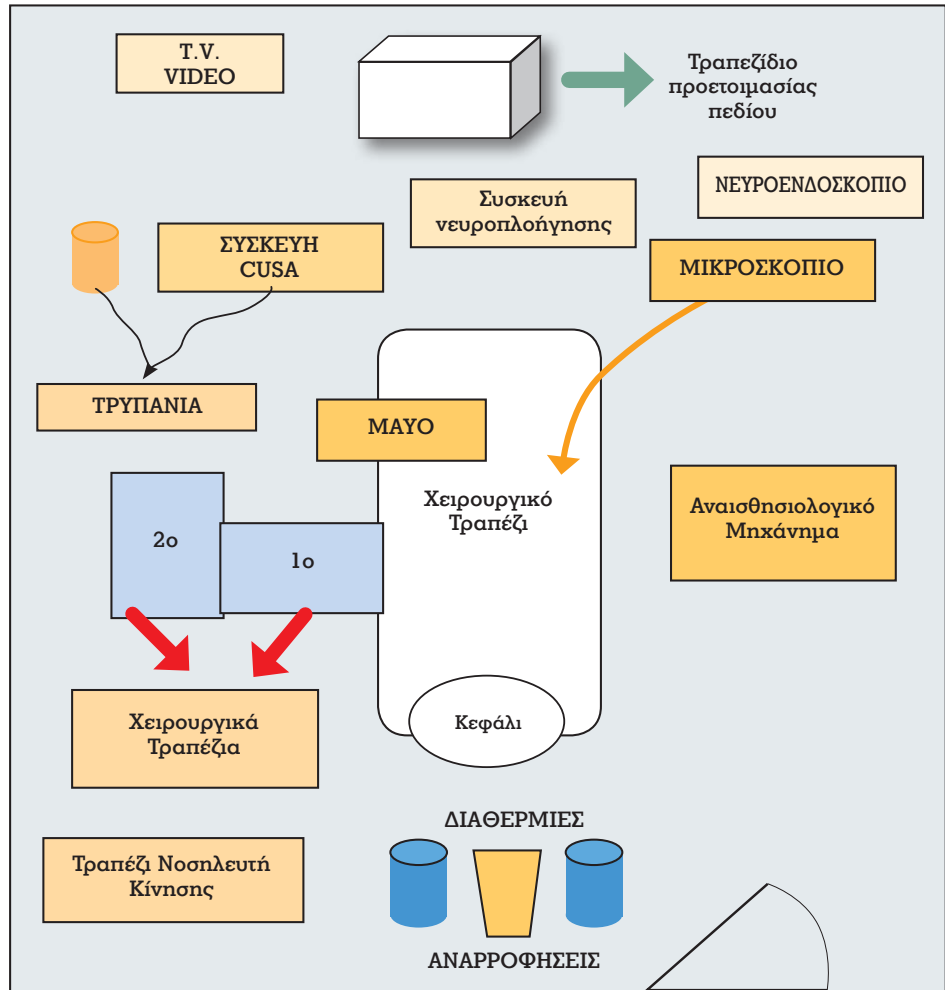 T.V.
VIDEO
Τραπεζίδιο
προετοιμασίας
πεδίου
Συσκευή
νευροπλοήγησης
ΝΕΥΡΟΕΝΔΟΣΚΟΠΙΟ
ΣΥΣΚΕΥΗ
CUSA
ΜΙΚΡΟΣΚΟΠΙΟ
ΤΡΥΠΑΝΙΑ
MAYO
Χειρουργικό
Τραπέζι
Αναισθησιολογικό
Μηχάνημα
2ο
1ο
Χειρουργικά
Τραπέζια
Κεφάλι
ΔΙΑΘΕΡΜΙΕΣ
Τραπέζι Νοσηλευτή
Κίνησης
ΑΝΑΡΡΟΦΗΣΕΙΣ